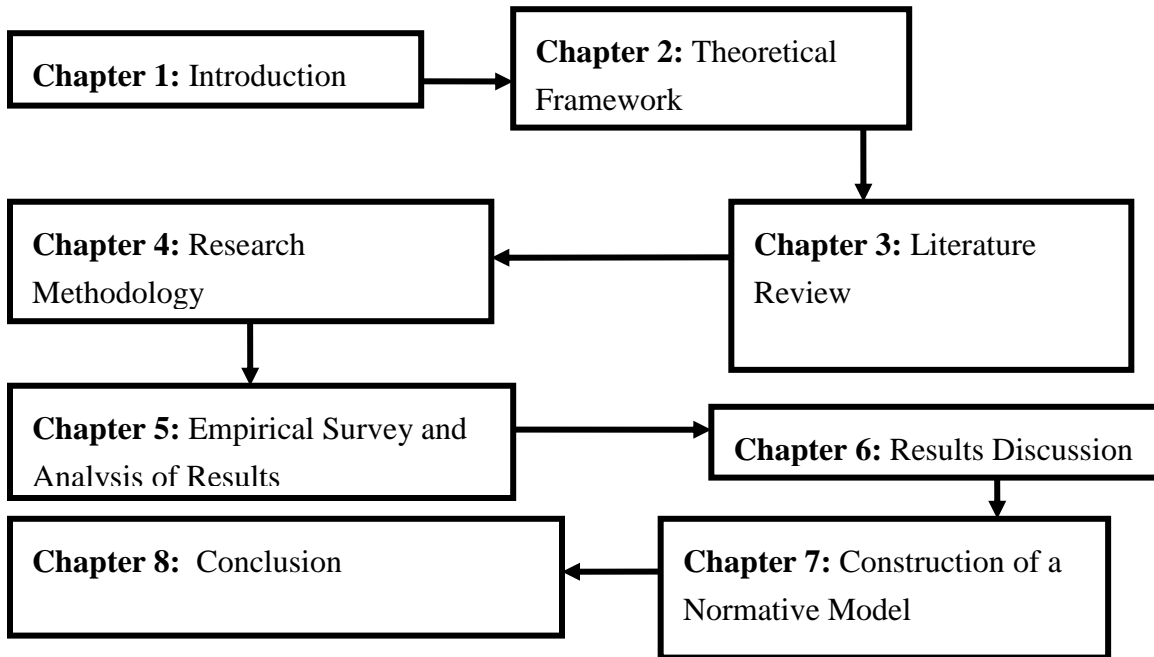 Chapter 1: Introduction
Chapter 2: Theoretical
Framework
Chapter 3: Literature
Review
Chapter 4: Research
Methodology
Chapter 5: Empirical Survey and
Analysis of Results
Chapter 6: Results Discussion
Chapter 7: Construction of a
Normative Model
Chapter 8: Conclusion